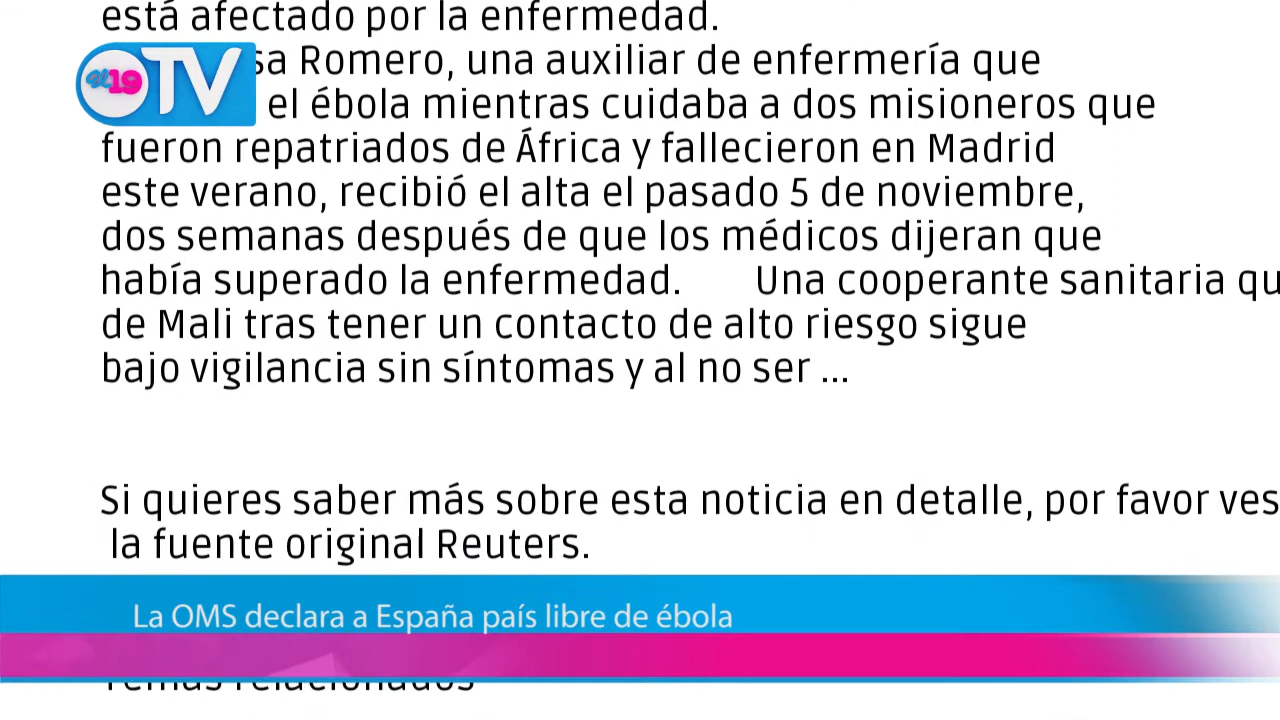 está afectado por la enfermedad.
El 19 TV
sa Romero, una auxiliar de enfermería que
el ébola mientras cuidaba a dos misioneros que
fueron repatriados de África y fallecieron en Madrid
este verano, recibió el alta el pasado 5 de noviembre,
dos semanas después de que los médicos dijeran que
había superado la enfermedad. Una cooperante sanitaria qu
de Mali tras tener un contacto de alto riesgo sigue
bajo vigilancia sin síntomas y al no ser ...
Si quieres saber más sobre esta noticia en detalle, por favor ves
la fuente original Reuters.
La OMS declara a España país libre de ébola
Temas relacionados